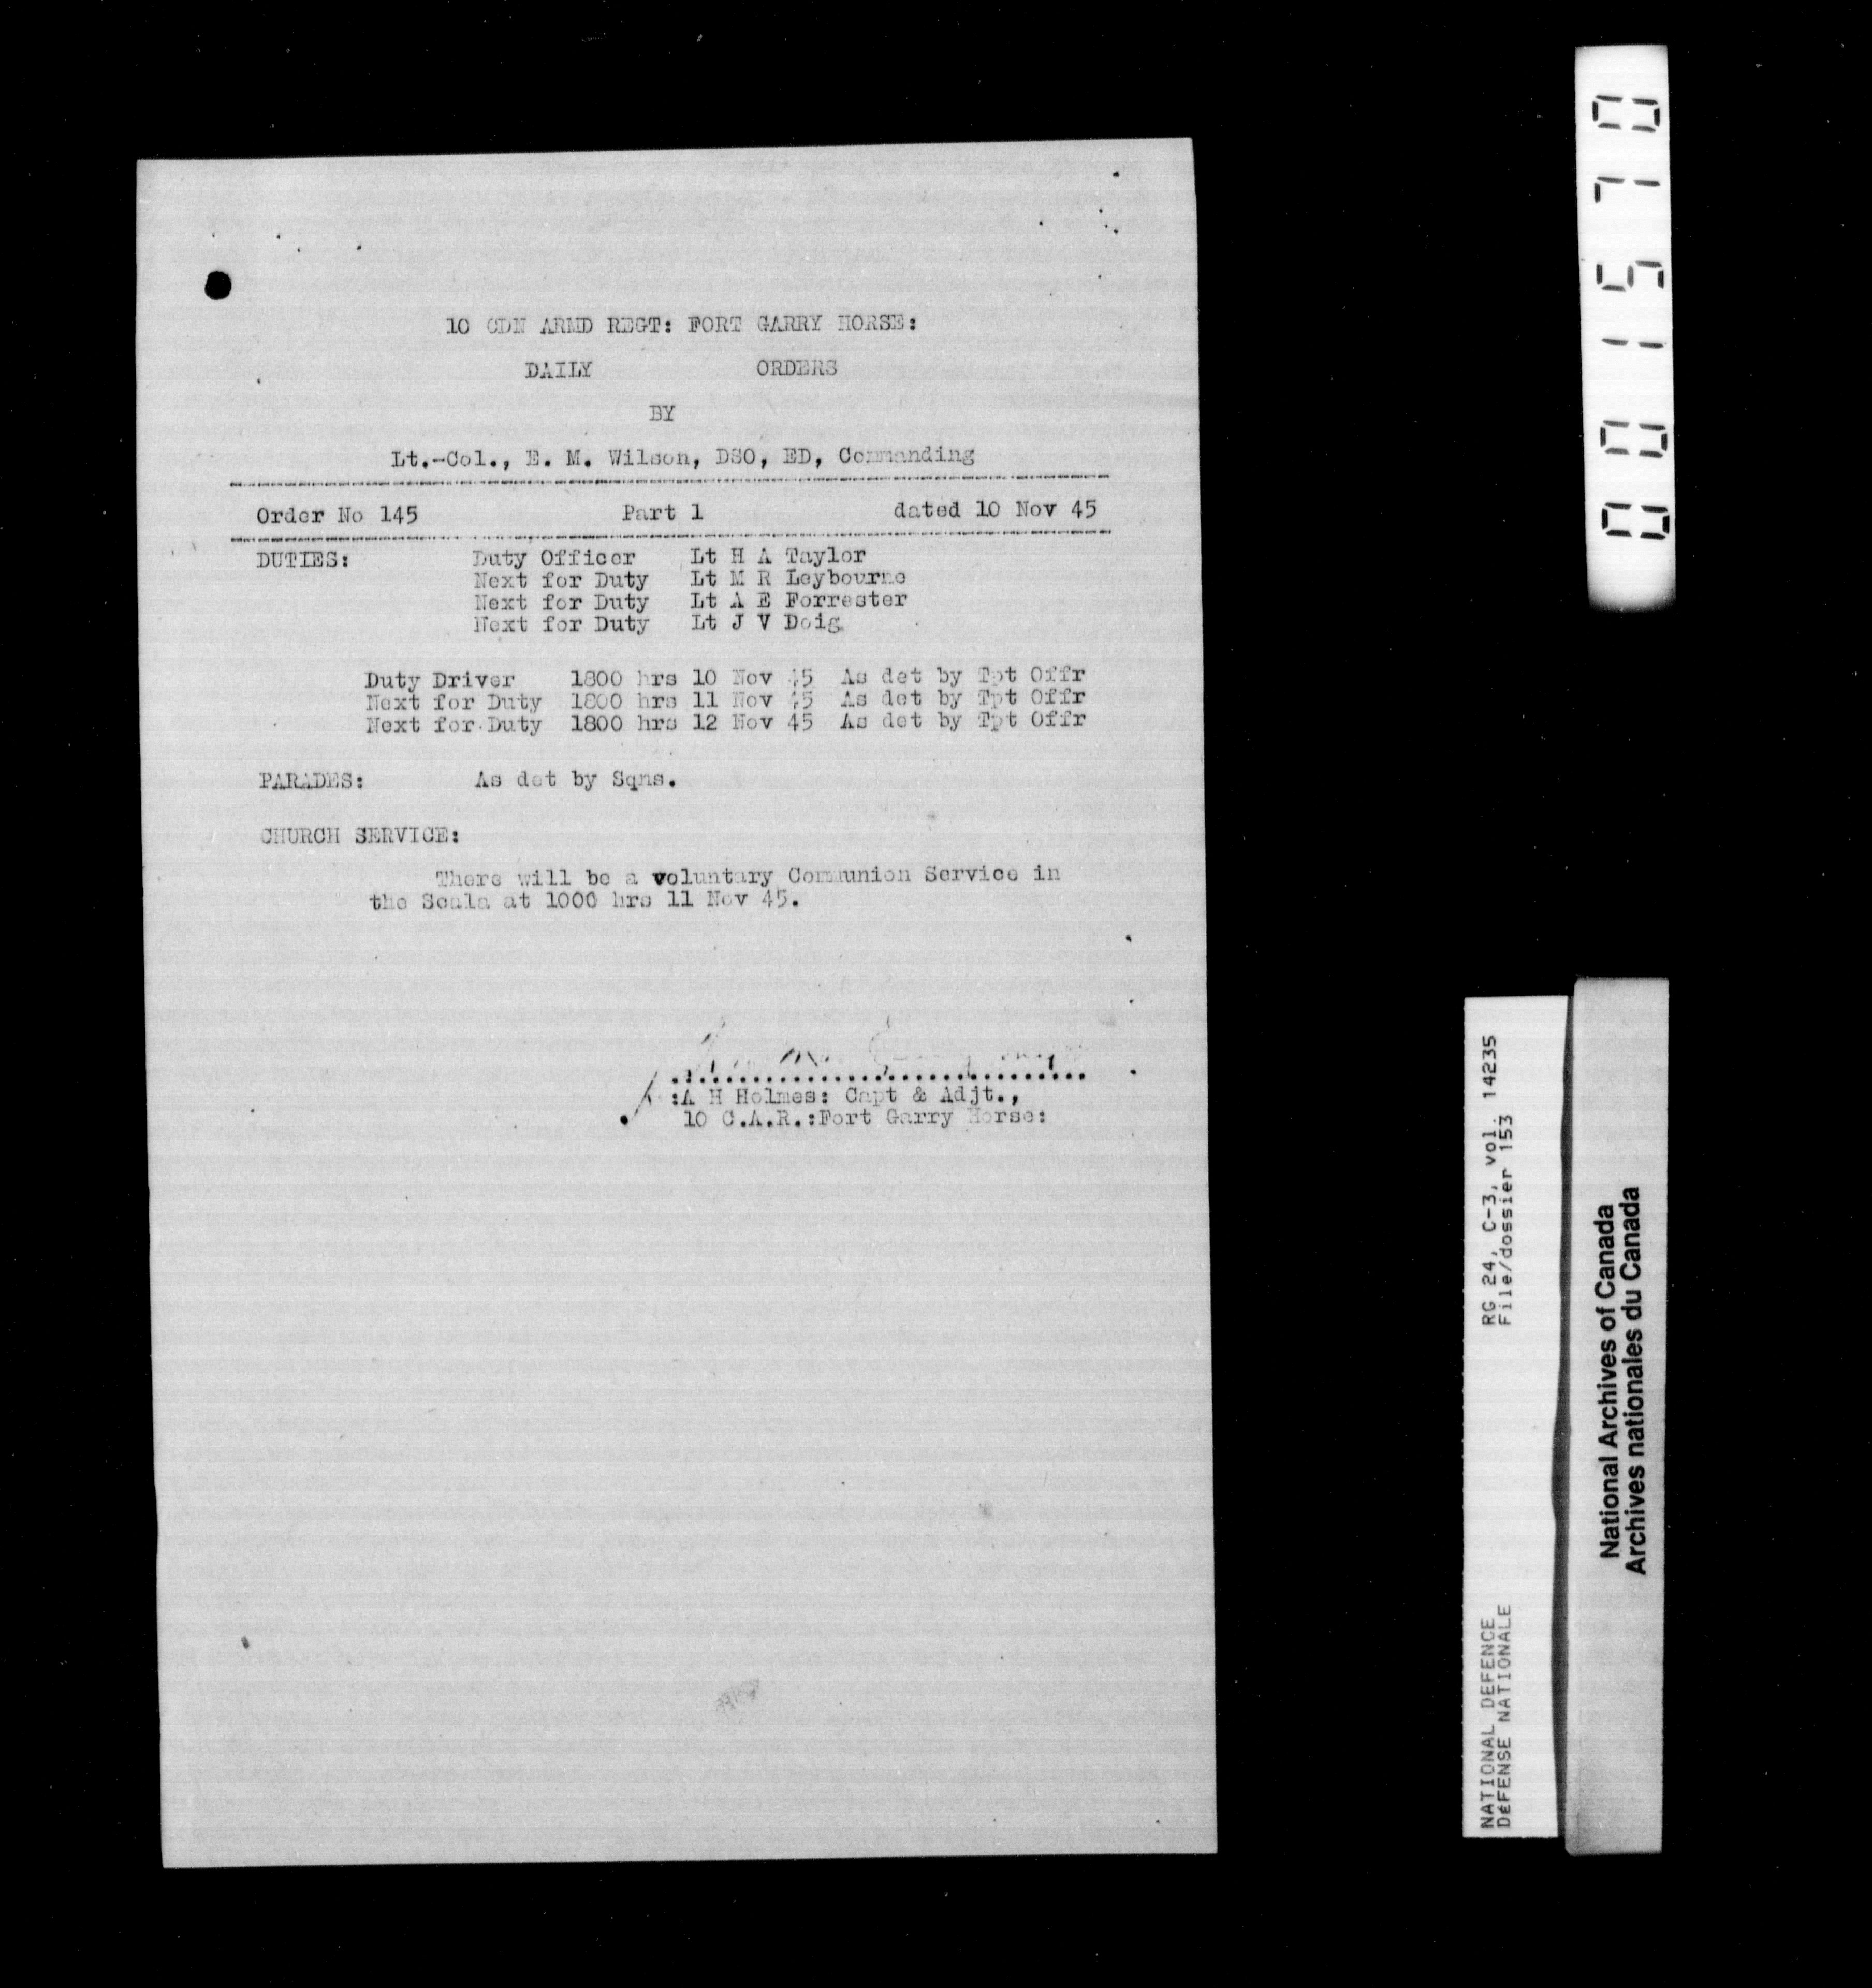 10 CDN ARMD REGT: FORT GARRY HORSE:
DAILY ORDERS
BY
Lt.-Col., E. M. Wilson, DSO, ED, Commanding
Order No 145 Part 1 dated 10 Nov 45
DUTIES: Duty Officer Lt H A Taylor
Next for Duty Lt M R Leybourne
Next for Duty Lt A E Forrester
Next for Duty Lt J V Doig
Duty Driver 1800 hrs 10 Nov 45 As det by Tpt Offr
Next for Duty 1800 hrs 11 Nov 45 As det by Tpt Offr
Next for Duty 1800 hrs 12 Nov 45 As det by Tpt Offr
PARADES: As det by Sqns.
CHURCH SERVICE:
There will be a voluntary Communion Service in
the Scala at 1000 hrs 11 Nov 45.
:A H Holmes: Capt & Adjt.,
10 C.A.R.:Fort Garry Horse:
001570
NATIONAL DEFENCE RG 24, C-3, vol. 14235
DéFENSE NATIONALE File/dossier 153
National Archives of Canada
Archives nationales du Canada